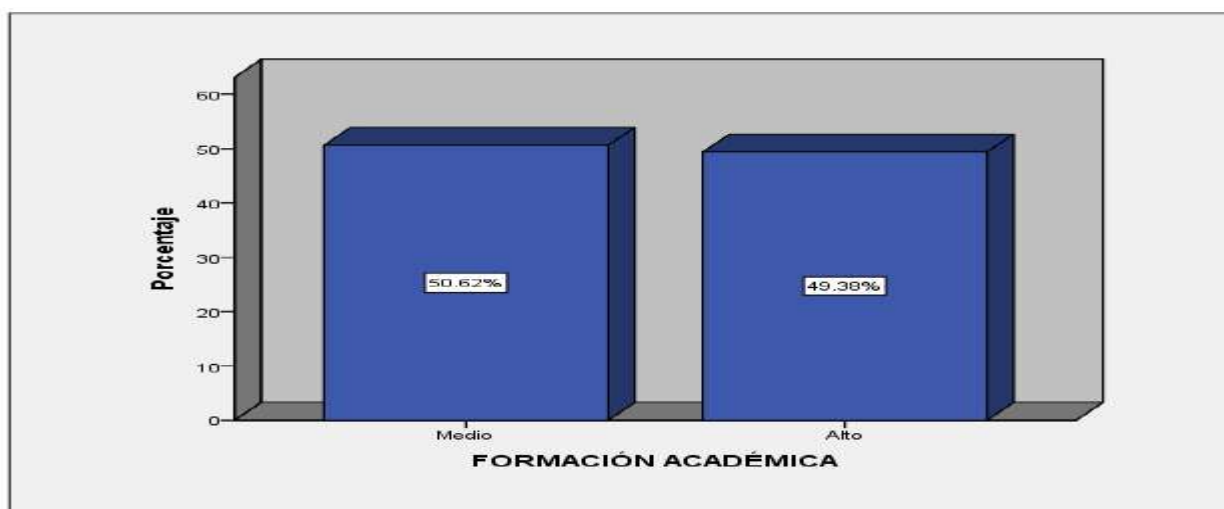 60
50
40
30
20
10
0
Porcentaje
50.62%
49.38%
Medio
Alto
FORMACIÓN ACADÉMICA